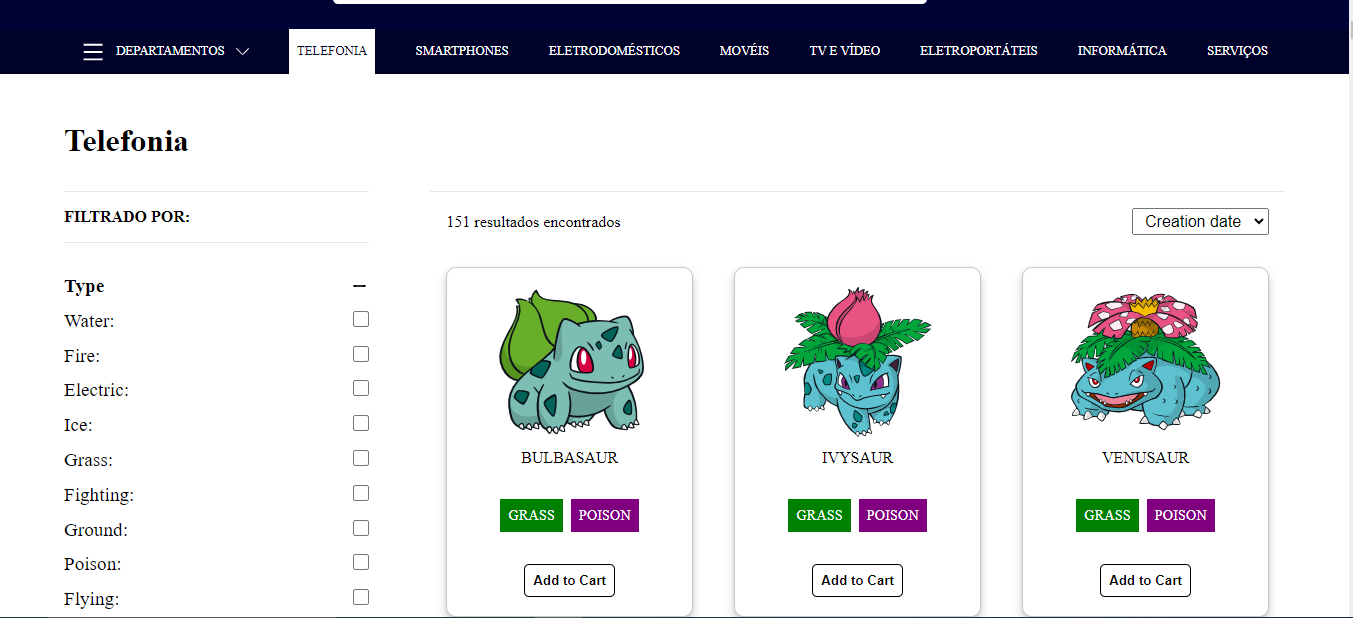 DEPARTAMENTOS TELEFONIA SMARTPHONES ELETRODOMÉSTICOS MOVÉIS TV E VÍDEO ELETROPORTÁTEIS INFORMÁTICA SERVIÇOS
Telefonia
FILTRADO POR:
151 resultados encontrados Creation date
Type
Water:
Fire:
Electric:
Ice:
Grass:
Fighting:
Ground:
Poison:
Flying:
BULBASAUR IVYSAUR VENUSAUR
GRASS POISON GRASS POISON GRASS POISON
Add to Cart Add to Cart Add to Cart